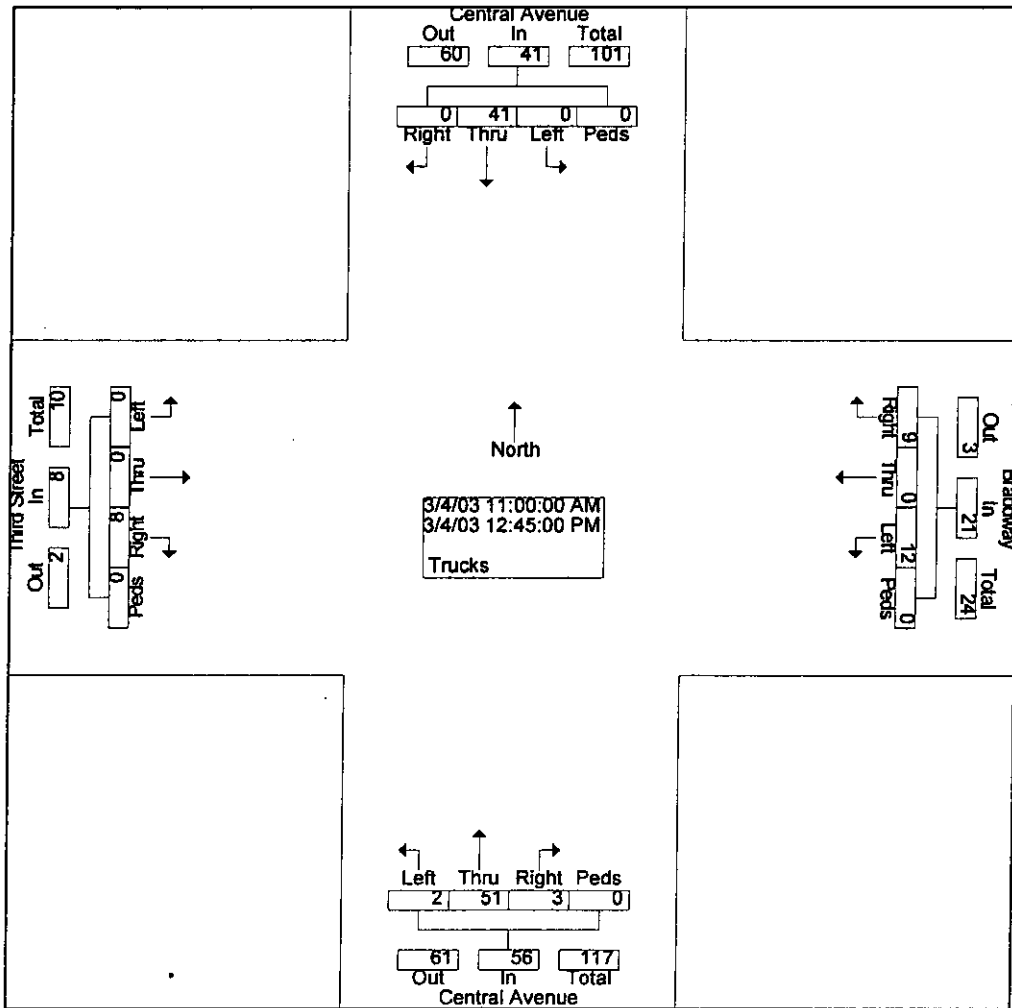 Central Avenue
Out In Total
60 41 101
0 41 0 0
Right Thru Left Peds
Total In Out
10 8 2
Third Street
0 0 8 0
Left Thru Right Peds
North
3/4/03 11:00:00 AM
3/4/03 12:45:00 PM
Trucks
Right Thru Left Peds
9 0 12 0
Out In Total
3 21 24
Left Thru Right Peds
2 51 3 0
61 56 117
Out In Total
Central Avenue